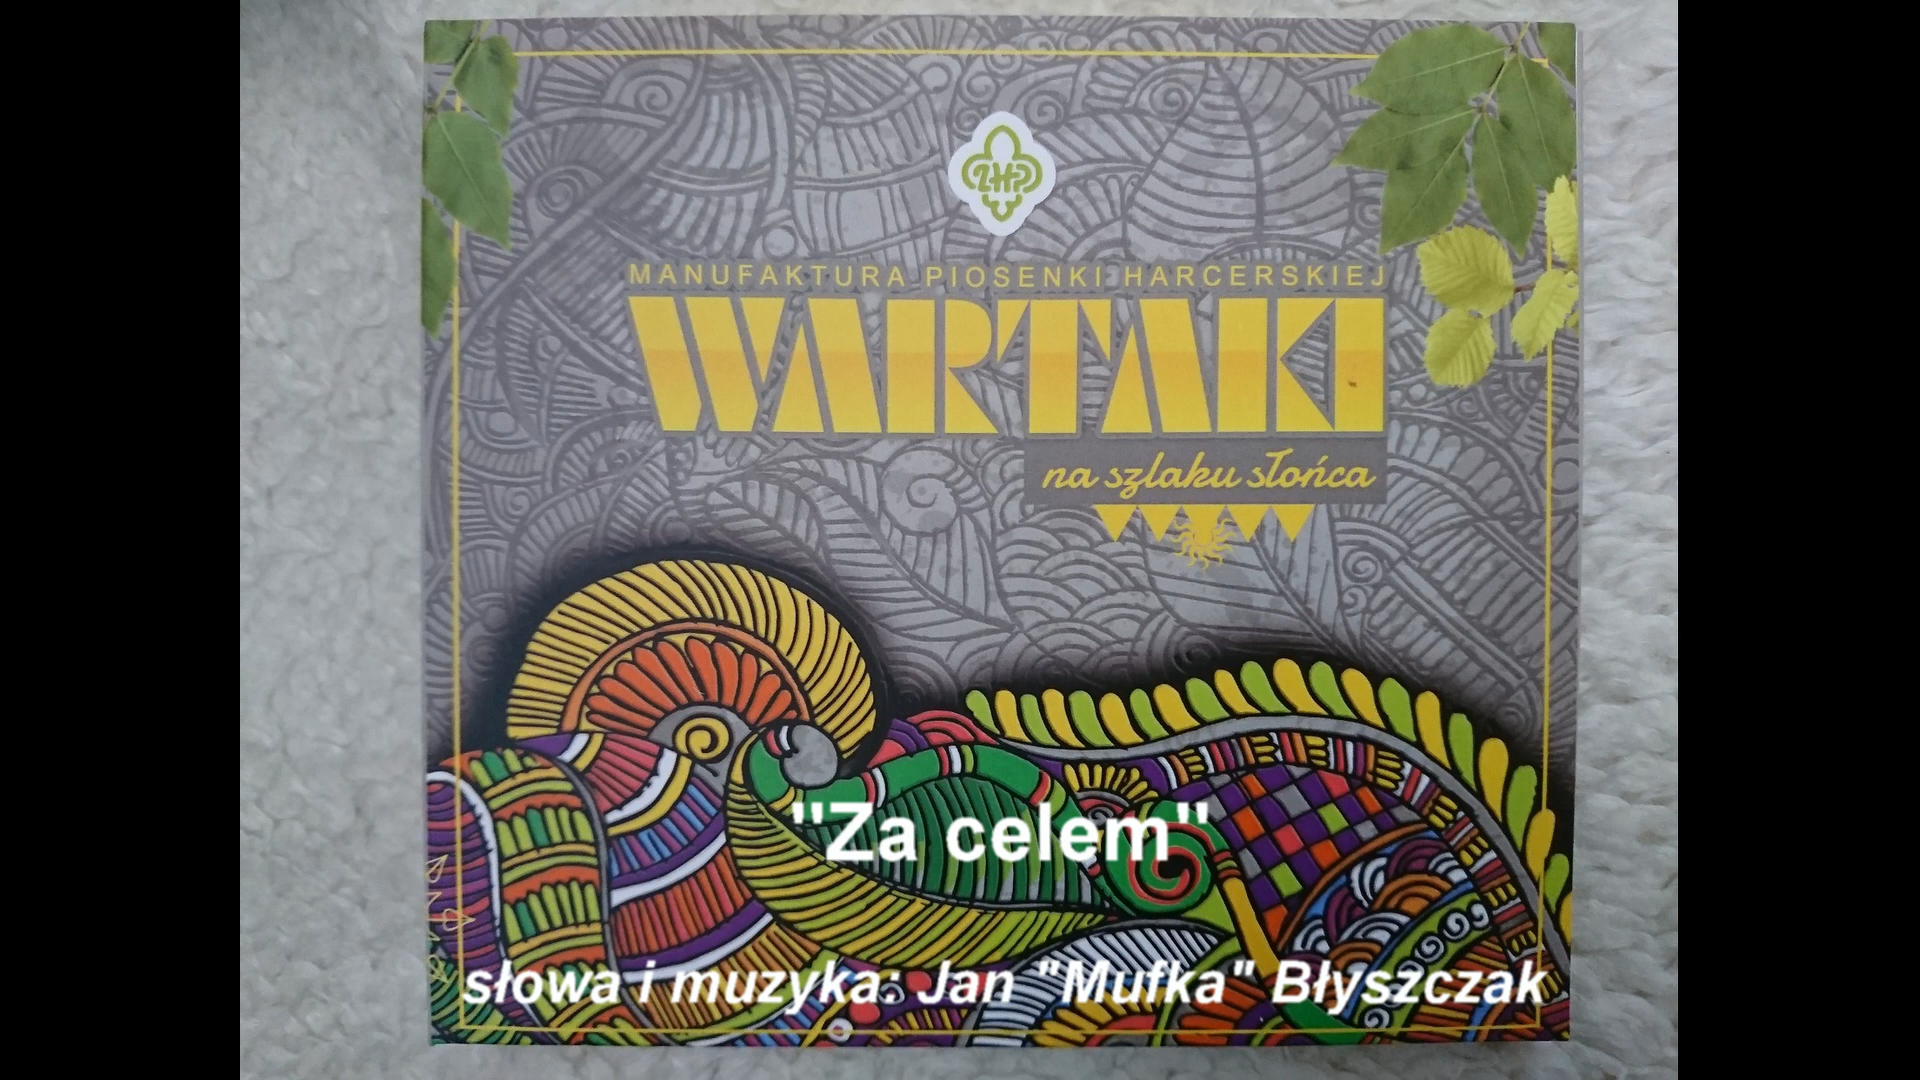 ZHP
MANUFAKTURA PIOSENKI HARCERSKIEJ
WARTAKI
na szlaku słońca
"Za celem"
słowa i muzyka: Jan "Mufka" Błyszczak